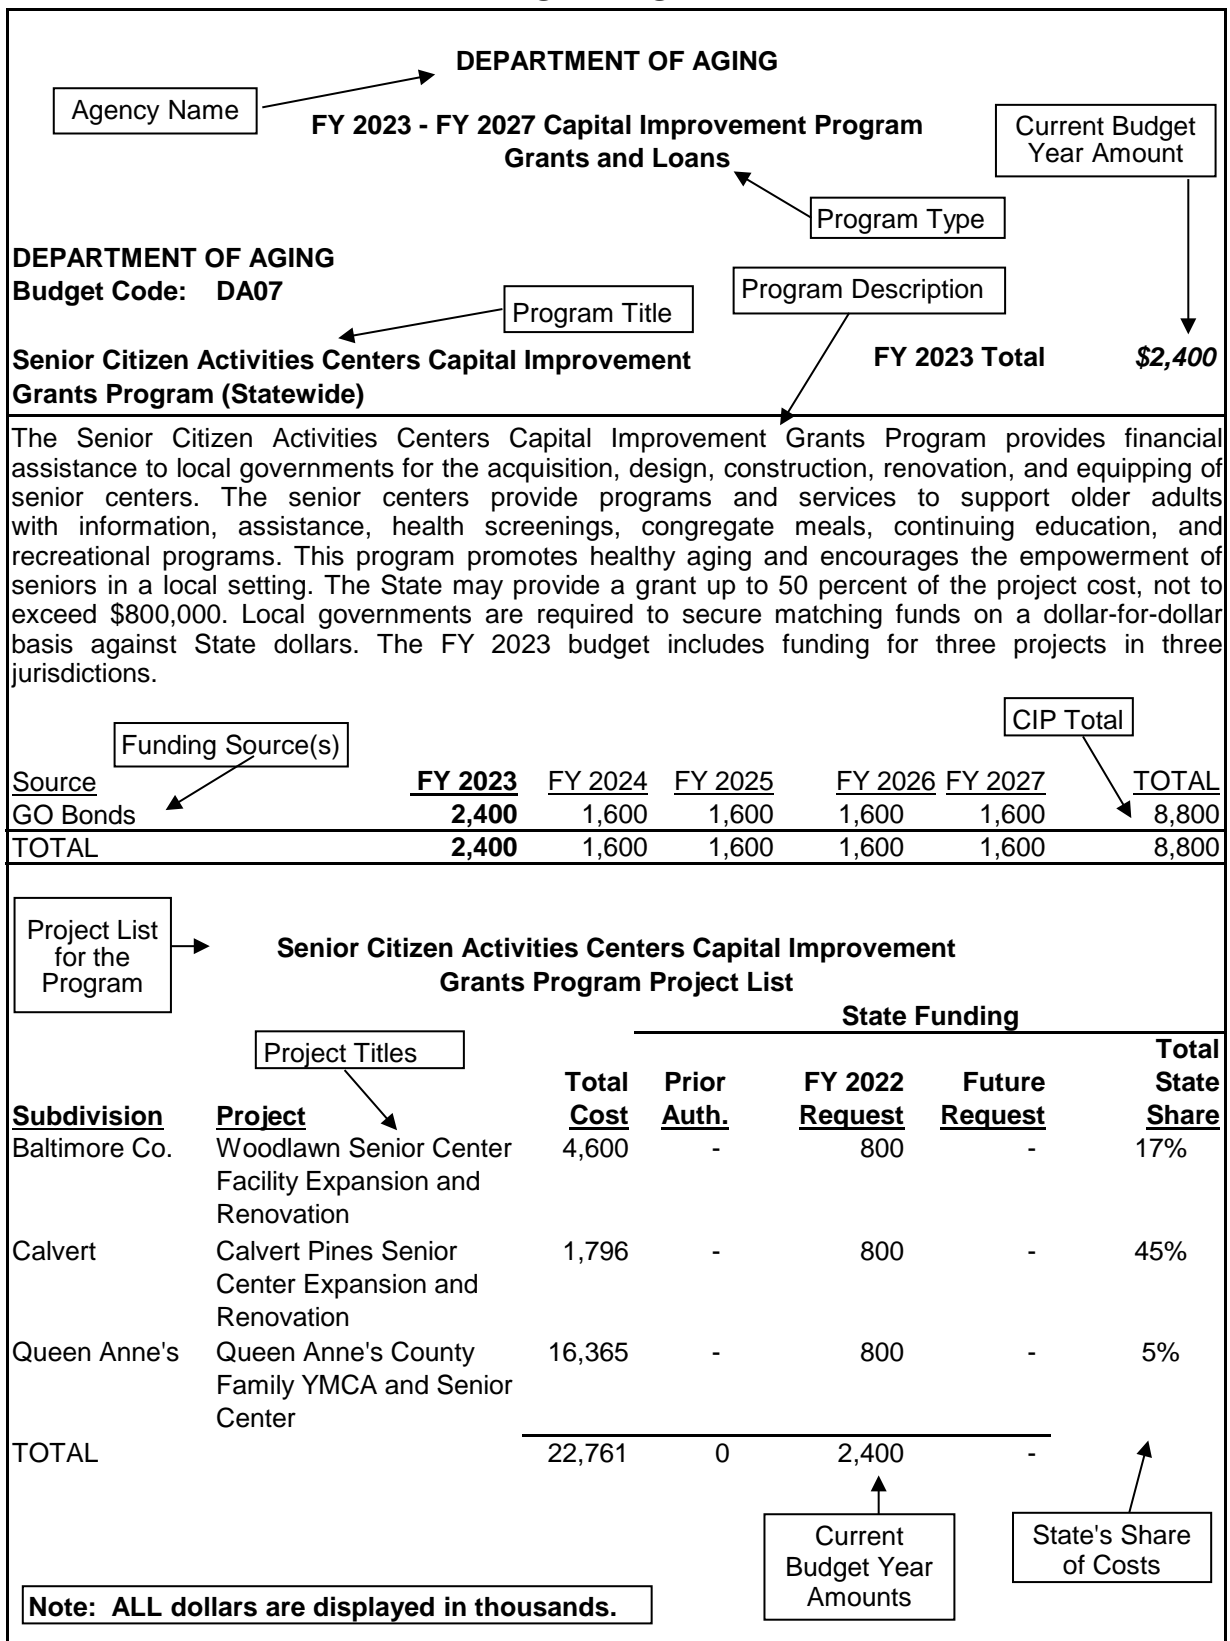 DEPARTMENT OF AGING
Agency Name
FY 2023 - FY 2027 Capital Improvement Program
Grants and Loans
Current Budget
Year Amount
Program Type
DEPARTMENT OF AGING
Budget Code: DA07
Program Description
Program Title
Senior Citizen Activities Centers Capital Improvement
Grants Program (Statewide)
FY 2023 Total $2,400
The Senior Citizen Activities Centers Capital Improvement Grants Program provides financial
assistance to local governments for the acquisition, design, construction, renovation, and equipping of
senior centers. The senior centers provide programs and services to support older adults
with information, assistance, health screenings, congregate meals, continuing education, and
recreational programs. This program promotes healthy aging and encourages the empowerment of
seniors in a local setting. The State may provide a grant up to 50 percent of the project cost, not to
exceed $800,000. Local governments are required to secure matching funds on a dollar-for-dollar
basis against State dollars. The FY 2023 budget includes funding for three projects in three
jurisdictions.
CIP Total
Funding Source(s)
Source FY 2023 FY 2024 FY 2025 FY 2026 FY 2027 TOTAL
GO Bonds 2,400 1,600 1,600 1,600 1,600 8,800
TOTAL 2,400 1,600 1,600 1,600 1,600 8,800
Project List
for the
Program
Senior Citizen Activities Centers Capital Improvement
Grants Program Project List
State Funding
Project Titles
Subdivision Project Total Cost Prior Auth. FY 2022 Request Future Request Total State Share
Baltimore Co. Woodlawn Senior Center 4,600 - 800 - 17%
Facility Expansion and
Renovation
Calvert Calvert Pines Senior 1,796 - 800 - 45%
Center Expansion and
Renovation
Queen Anne's Queen Anne's County 16,365 - 800 - 5%
Family YMCA and Senior
Center
TOTAL 22,761 0 2,400 -
Current
Budget Year
Amounts
State's Share
of Costs
Note: ALL dollars are displayed in thousands.